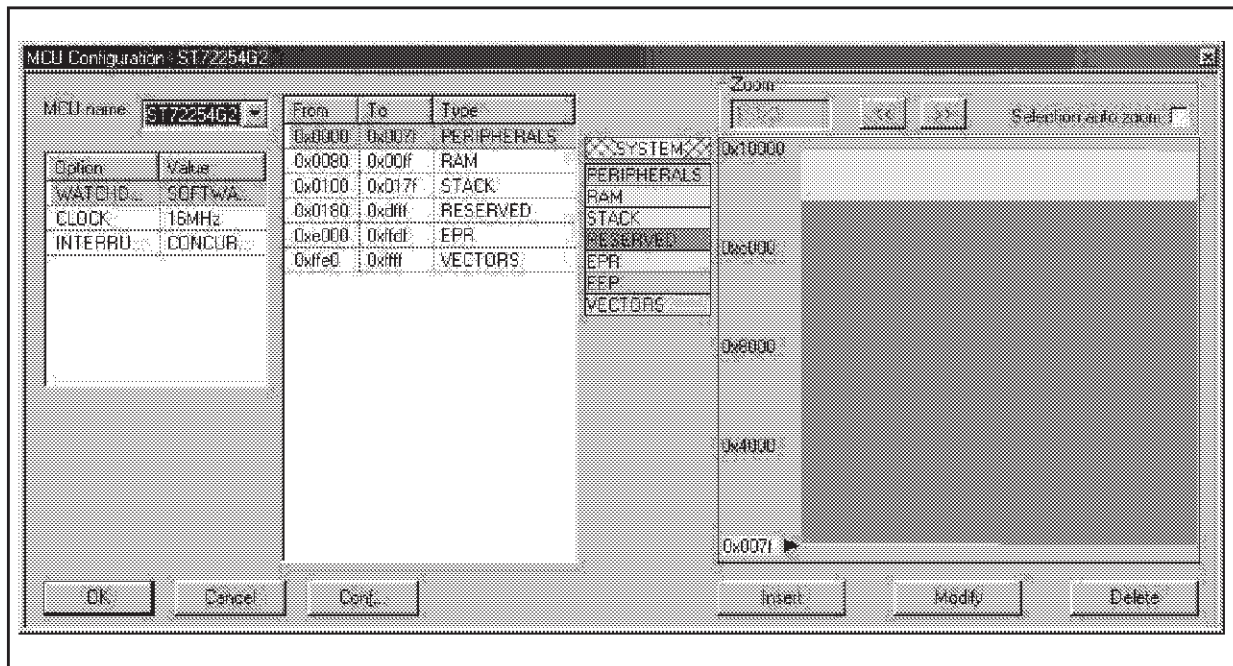 MCU Configuration - ST72254G2
MCU name:
ST72254G2
Option Value
WATCHD... SOFTWA...
CLOCK 16MHz
INTERRU... CONCUR...
From To Type
0x0000 0x007f PERIPHERALS
0x0080 0x00ff RAM
0x0100 0x017f STACK
0x0180 0xdfff RESERVED
0xe000 0xffdf EPR
0xffe0 0xffff VECTORS
SYSTEM
PERIPHERALS
RAM
STACK
RESERVED
EPR
EEP
VECTORS
Zoom
<< >> Selection auto zoom
0x10000
0xc000
0x8000
0x4000
0x007f
OK Cancel Conf... Insert Modify Delete